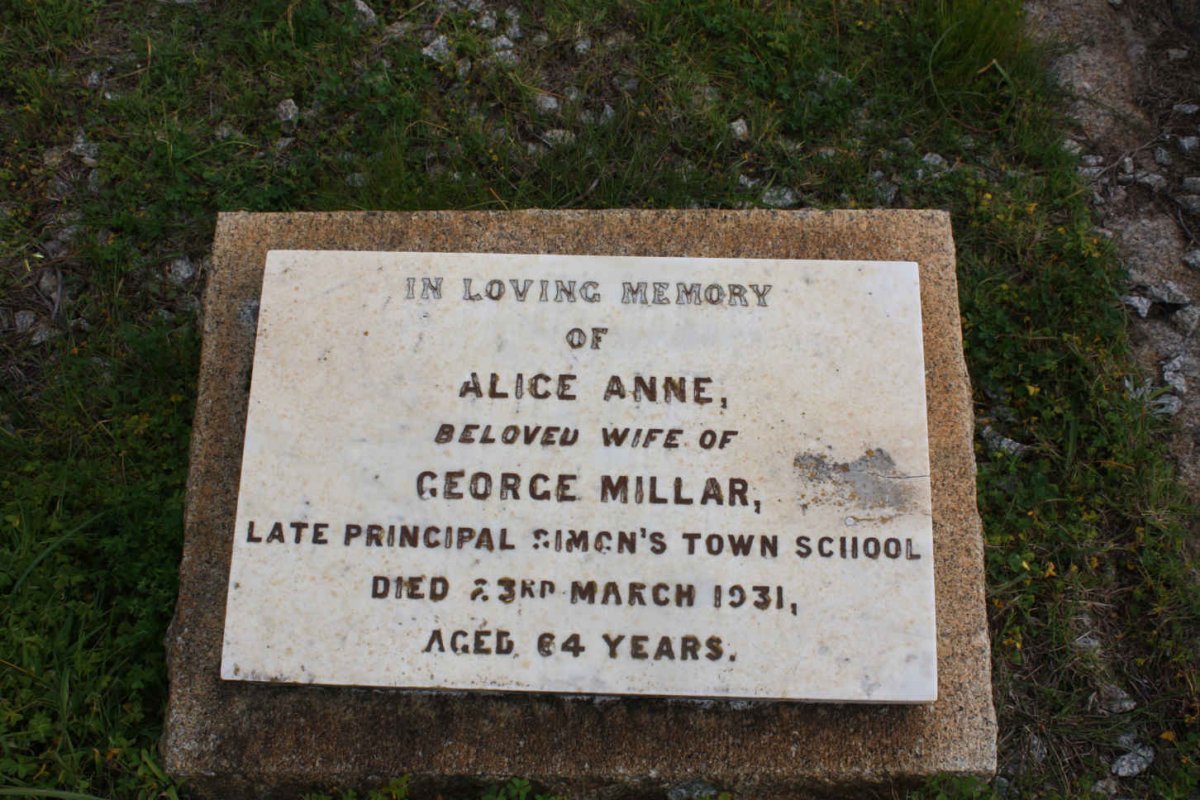 IN LOVING MEMORY
OF
ALICE ANNE,
BELOVED WIFE OF
GEORGE MILLAR,
LATE PRINCIPAL SIMON'S TOWN SCHOOL
DIED 23RD MARCH 1931,
AGED 64 YEARS.